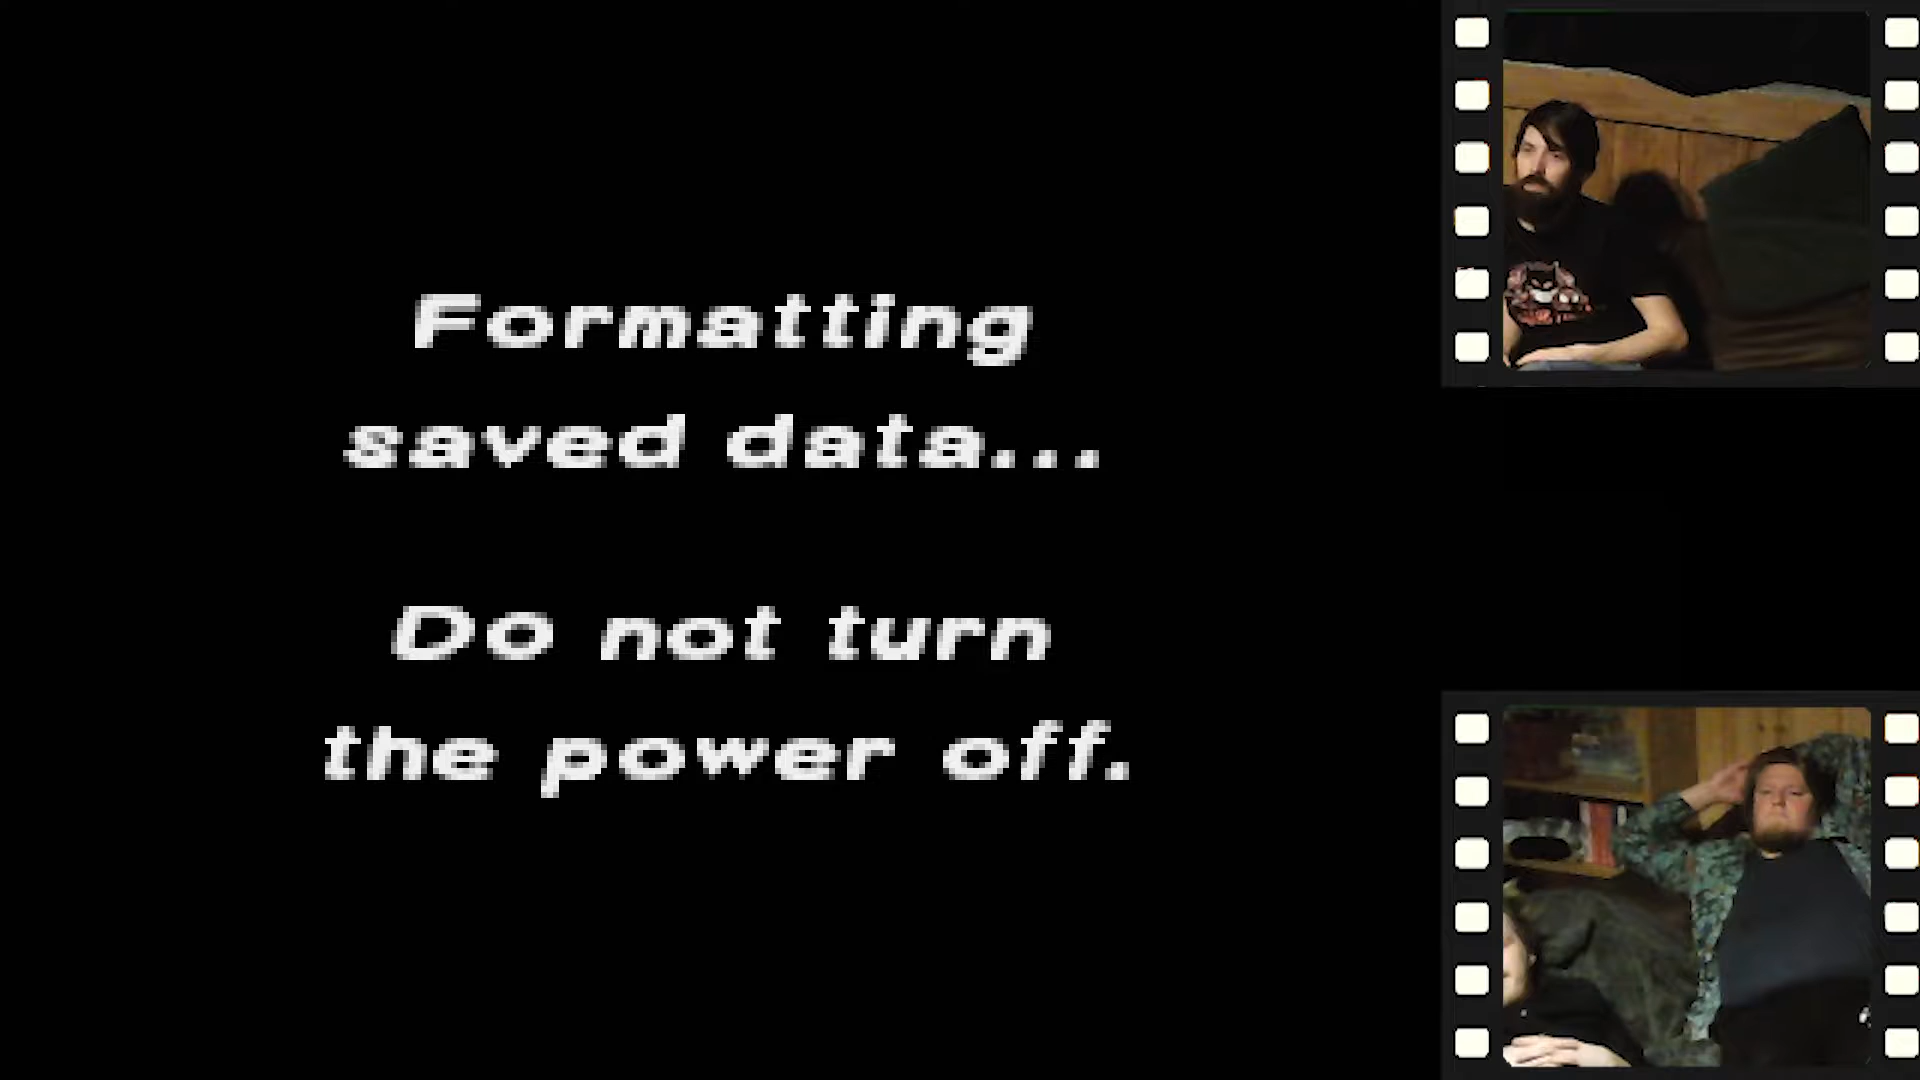 Formatting
saved data...
Do not turn
the power off.